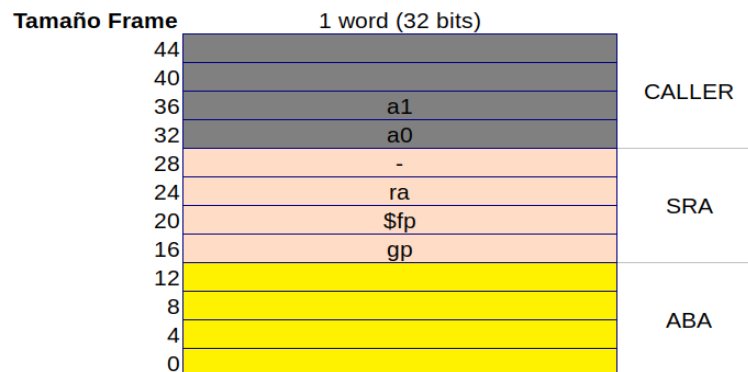 Tamaño Frame 1 word (32 bits)
44
40
CALLER
36 a1
32 a0
28 -
24 ra
SRA
20 $fp
16 gp
12
8
ABA
4
0